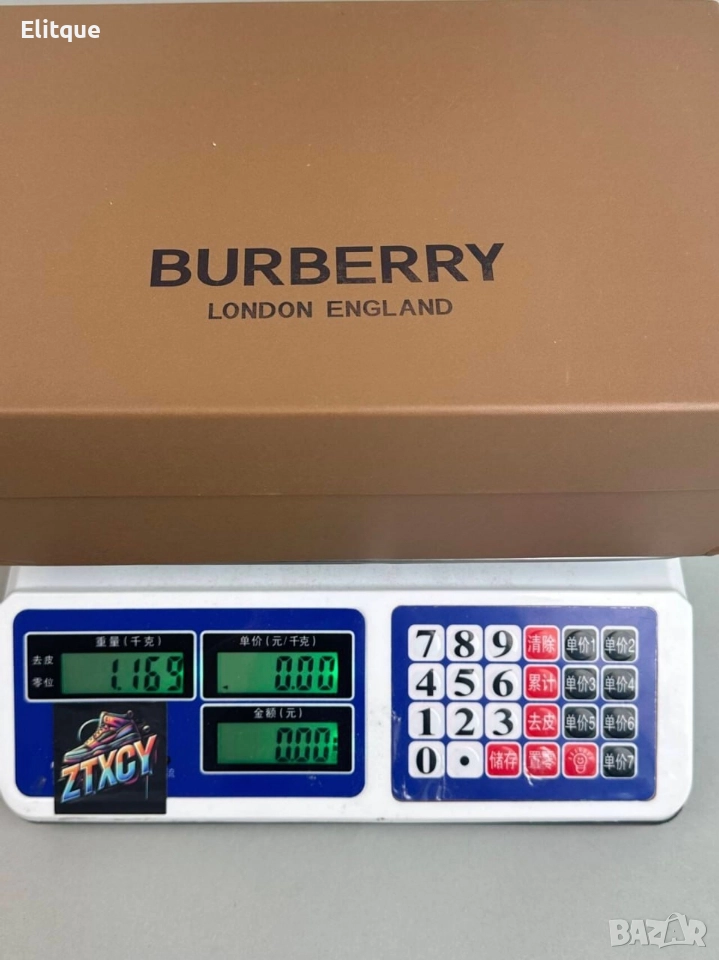 Elitque
BURBERRY
LONDON ENGLAND
重量(千克)
单价(元/千克)
去皮
零位
1.169
0.00
金额(元)
0.00
ZTXCY
7 8 9 清除 单价1 单价2
4 5 6 累计 单价3 单价4
1 2 3 去皮 单价5 单价6
0 . 储存 置零 单价7
BAZAR